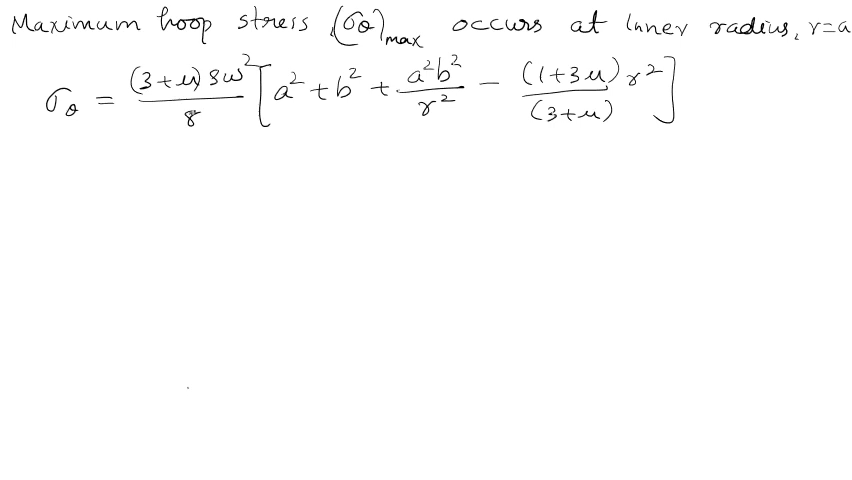 Maximum hoop stress, (σθ)max occurs at Inner radius, r=a
σθ = (3+μ) ρω²/8 [a² + b² + a²b²/r² − (1+3μ) r²/(3+μ)]